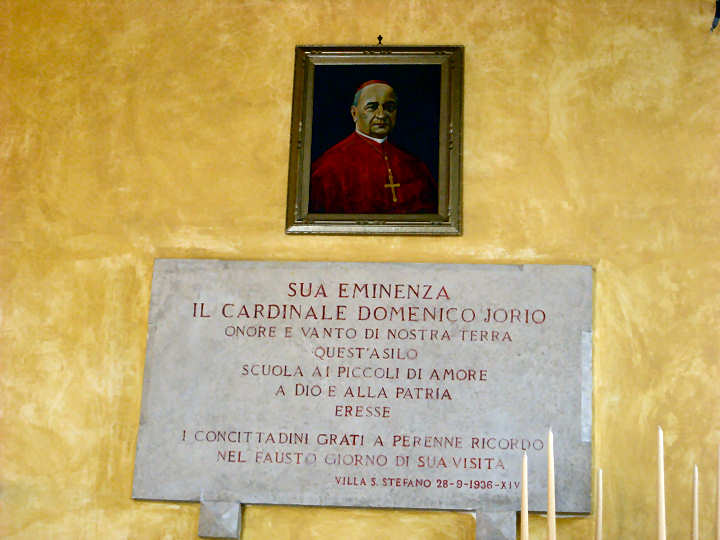 SUA EMINENZA
IL CARDINALE DOMENICO JORIO
ONORE E VANTO DI NOSTRA TERRA
QUEST'ASILO
SCUOLA AI PICCOLI DI AMORE
A DIO E ALLA PATRIA
ERESSE
I CONCITTADINI GRATI A PERENNE RICORDO
NEL FAUSTO GIORNO DI SUA VISITA
VILLA S. STEFANO 28-9-1936-XIV